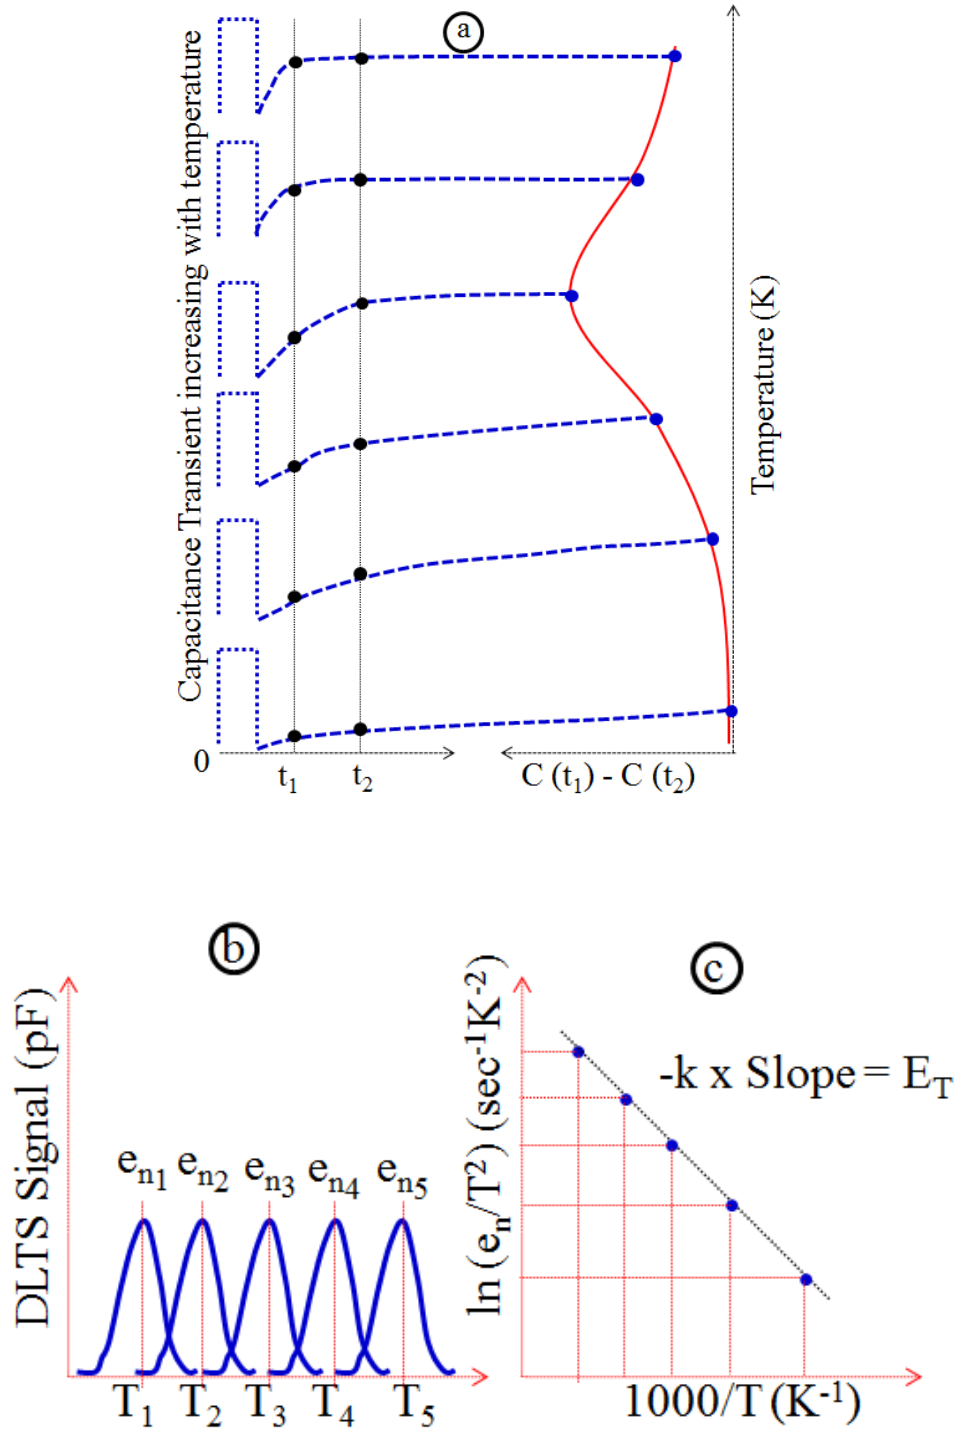 a
Capacitance Transient increasing with temperature
Temperature (K)
0
t1
t2
C (t1) - C (t2)
b
DLTS Signal (pF)
en1
en2
en3
en4
en5
T1
T2
T3
T4
T5
c
ln (en/T2) (sec-1K-2)
-k x Slope = ET
1000/T (K-1)